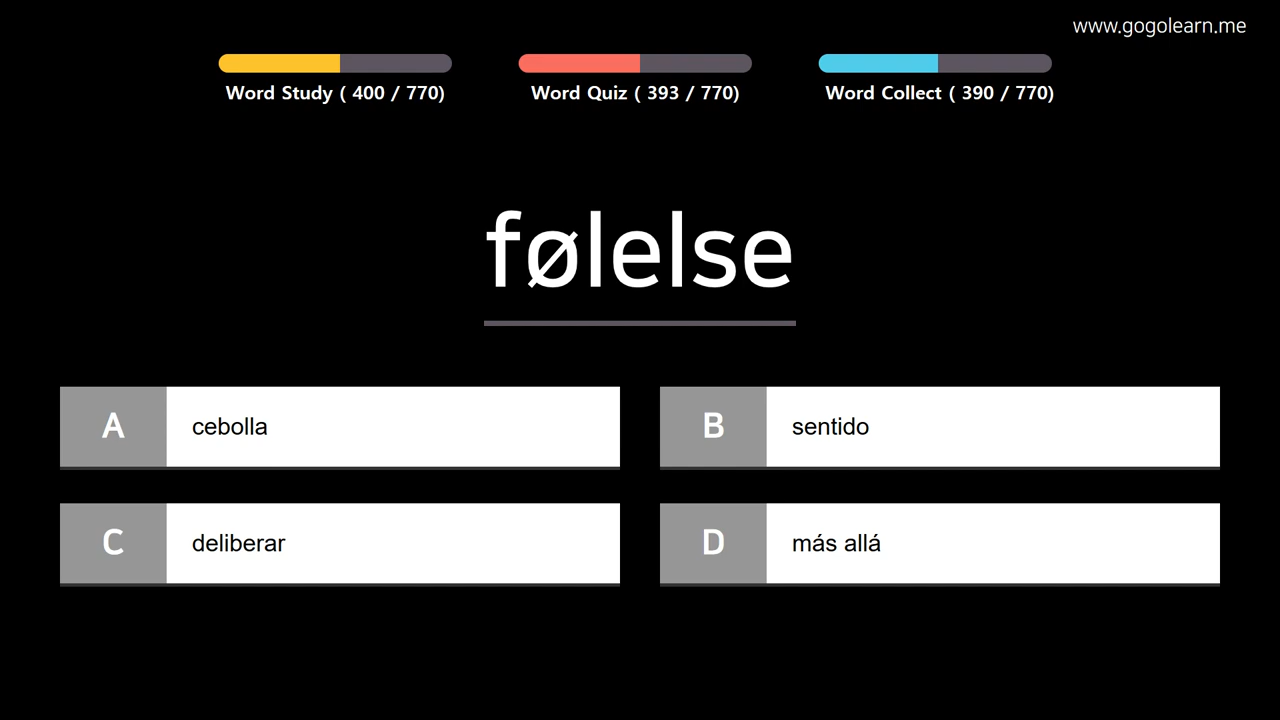 www.gogolearn.me
Word Study ( 400 / 770)
Word Quiz ( 393 / 770)
Word Collect ( 390 / 770)
følelse
A cebolla
B sentido
C deliberar
D más allá